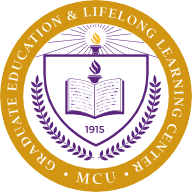 GRADUATE EDUCATION & LIFELONG LEARNING CENTER
1915
• MCU •